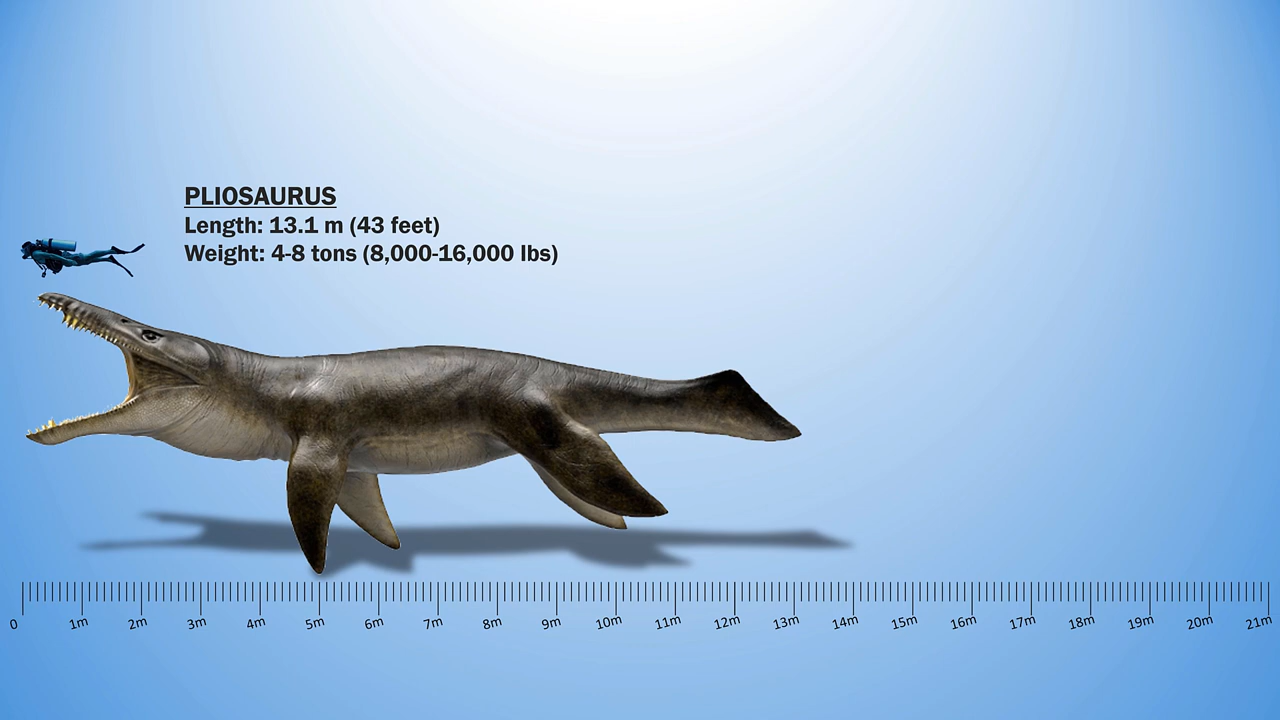 PLIOSAURUS
Length: 13.1 m (43 feet)
Weight: 4-8 tons (8,000-16,000 lbs)
0 1m 2m 3m 4m 5m 6m 7m 8m 9m 10m 11m 12m 13m 14m 15m 16m 17m 18m 19m 20m 21m